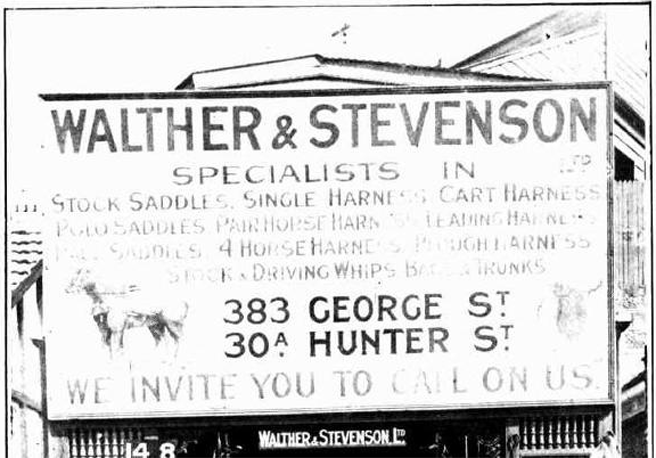 WALTHER & STEVENSON
LTD
SPECIALISTS IN
STOCK SADDLES, SINGLE HARNESS, CART HARNESS
POLO SADDLES, PAIR HORSE HARNESS, LEADING HARNESS
SADDLES, 4 HORSE HARNESS, PLOUGH HARNESS
STOCK & DRIVING WHIPS, BAGS & TRUNKS
383 GEORGE ST
30A HUNTER ST
WE INVITE YOU TO CALL ON US.
WALTHER & STEVENSON LTD
148